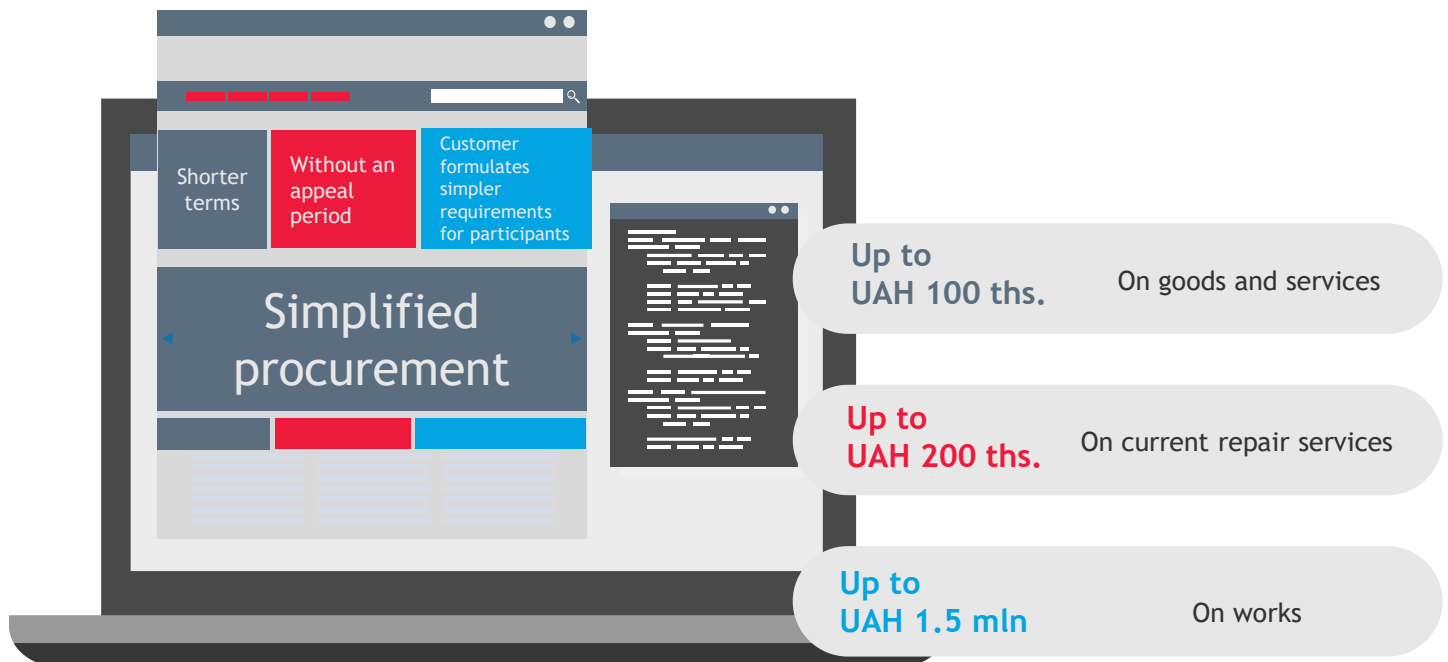 Shorter
terms
Without an
appeal
period
Customer
formulates
simpler
requirements
for participants
Simplified
procurement
Up to
UAH 100 ths.
On goods and services
Up to
UAH 200 ths.
On current repair services
Up to
UAH 1.5 mln
On works